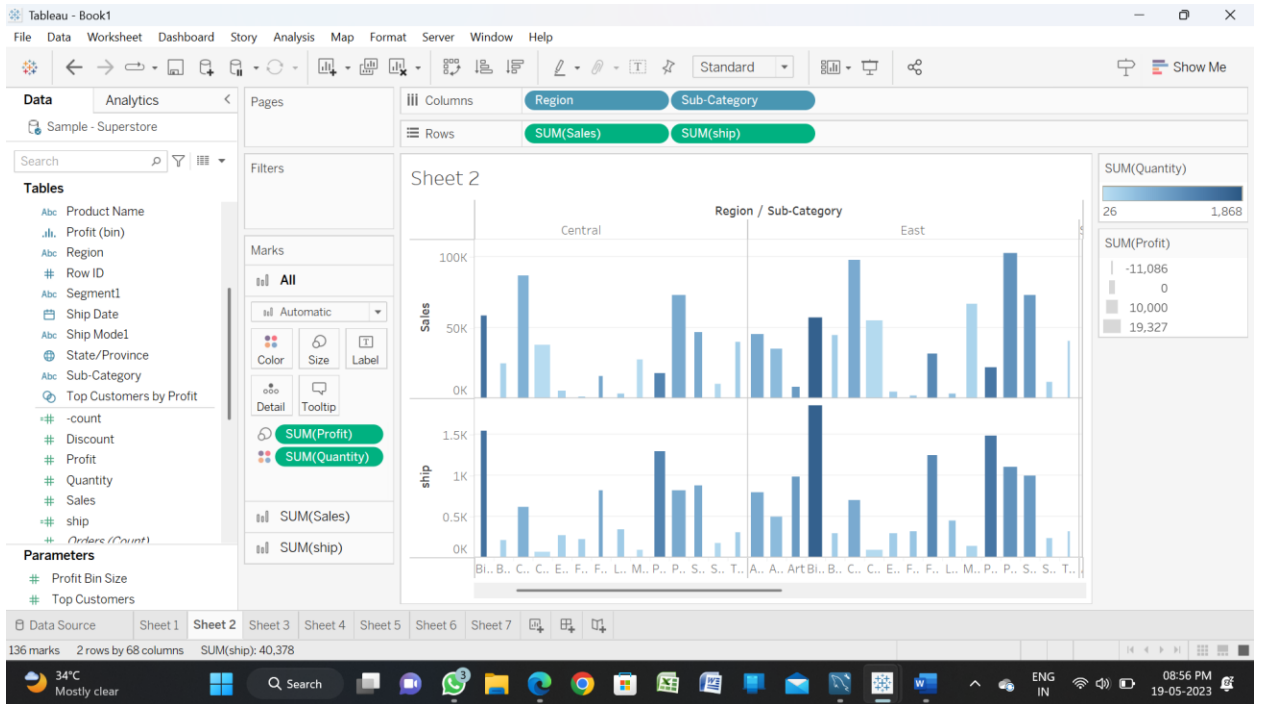 Tableau - Book1
File Data Worksheet Dashboard Story Analysis Map Format Server Window Help
Standard
Show Me
Data Analytics
Sample - Superstore
Search
Tables
Abc Product Name
Profit (bin)
Abc Region
# Row ID
Abc Segment1
Ship Date
Abc Ship Mode1
State/Province
Abc Sub-Category
Top Customers by Profit
=# -count
# Discount
# Profit
# Quantity
# Sales
=# ship
# Orders (Count)
Parameters
# Profit Bin Size
# Top Customers
Pages
Filters
Marks
All
Automatic
Color Size Label
Detail Tooltip
SUM(Profit)
SUM(Quantity)
SUM(Sales)
SUM(ship)
Columns Region Sub-Category
Rows SUM(Sales) SUM(ship)
Sheet 2
Region / Sub-Category
Central East
Sales
100K
50K
0K
ship
1.5K
1K
0.5K
0K
Bi.. B.. C.. C.. E.. F.. F.. L.. M.. P.. P.. S.. S.. T.. A.. A.. Art Bi.. B.. C.. C.. E.. F.. F.. L.. M.. P.. P.. S.. S.. T..
SUM(Quantity)
26 1,868
SUM(Profit)
-11,086
0
10,000
19,327
Data Source Sheet 1 Sheet 2 Sheet 3 Sheet 4 Sheet 5 Sheet 6 Sheet 7
136 marks 2 rows by 68 columns SUM(ship): 40,378
34°C
Mostly clear
Search
3
ENG
IN
08:56 PM
19-05-2023